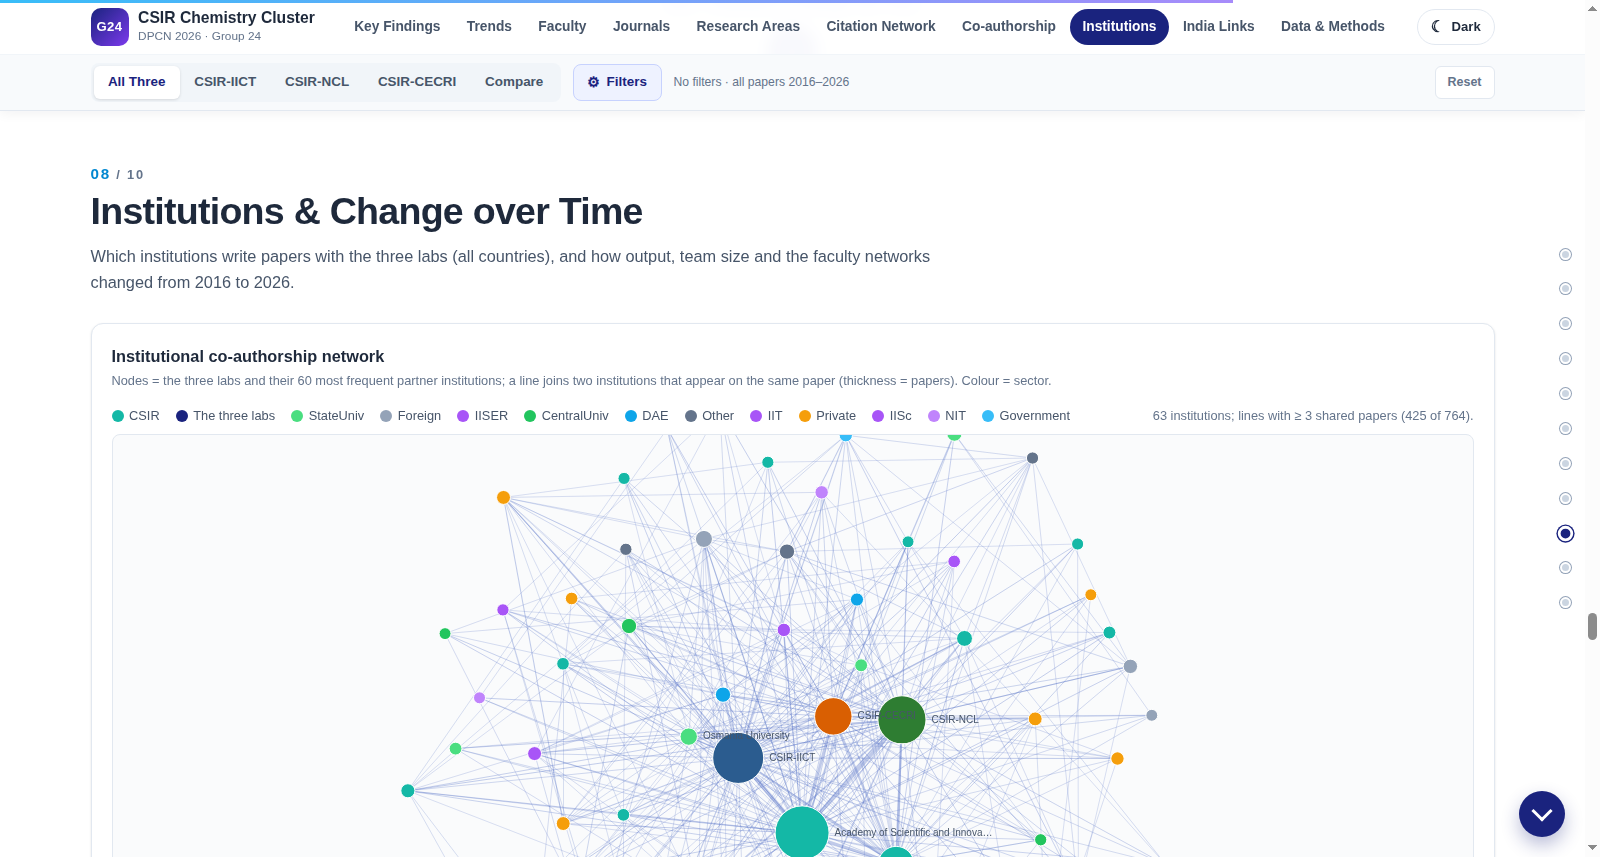 G24
CSIR Chemistry Cluster
DPCN 2026 · Group 24
Key Findings
Trends
Faculty
Journals
Research Areas
Citation Network
Co-authorship
Institutions
India Links
Data & Methods
Dark
All Three
CSIR-IICT
CSIR-NCL
CSIR-CECRI
Compare
Filters
No filters · all papers 2016–2026
Reset
08 / 10
Institutions & Change over Time
Which institutions write papers with the three labs (all countries), and how output, team size and the faculty networks
changed from 2016 to 2026.
Institutional co-authorship network
Nodes = the three labs and their 60 most frequent partner institutions; a line joins two institutions that appear on the same paper (thickness = papers). Colour = sector.
CSIR
The three labs
StateUniv
Foreign
IISER
CentralUniv
DAE
Other
IIT
Private
IISc
NIT
Government
63 institutions; lines with ≥ 3 shared papers (425 of 764).
CSIR-CECRI
CSIR-NCL
Osmania University
CSIR-IICT
Academy of Scientific and Innova…